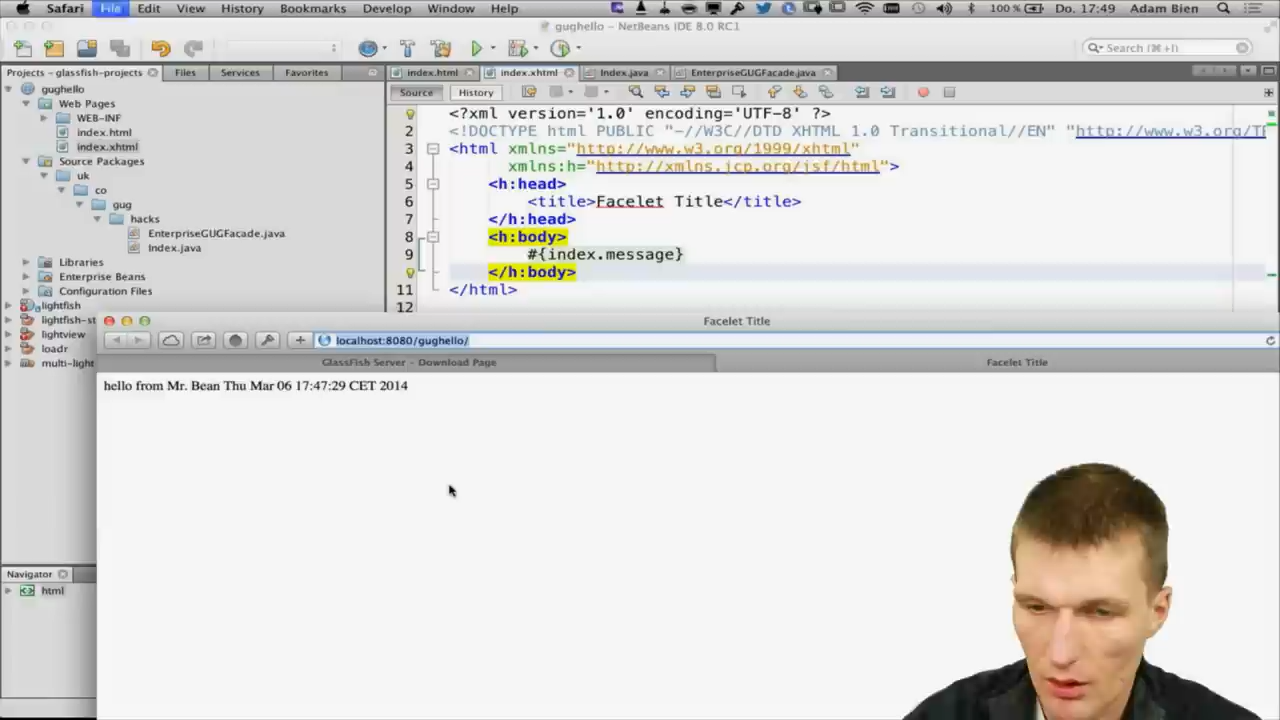 Safari File Edit View History Bookmarks Develop Window Help 100 % Do. 17:49 Adam Bien
gughello – NetBeans IDE 8.0 RC1
Search (⌘+I)
Projects – glassfish-projects Files Services Favorites
index.html index.xhtml Index.java EnterpriseGUGFacade.java
Source History
gughello
Web Pages
WEB-INF
index.html
index.xhtml
Source Packages
uk
co
gug
hacks
EnterpriseGUGFacade.java
Index.java
Libraries
Enterprise Beans
Configuration Files
lightfish
lightfish-st
lightview
loadr
multi-light
1 <?xml version='1.0' encoding='UTF-8' ?>
2 <!DOCTYPE html PUBLIC "-//W3C//DTD XHTML 1.0 Transitional//EN" "http://www.w3.org/T
3 <html xmlns="http://www.w3.org/1999/xhtml"
4 xmlns:h="http://xmlns.jcp.org/jsf/html">
5 <h:head>
6 <title>Facelet Title</title>
7 </h:head>
8 <h:body>
9 #{index.message}
</h:body>
11 </html>
12
Facelet Title
localhost:8080/gughello/
GlassFish Server – Download Page Facelet Title
hello from Mr. Bean Thu Mar 06 17:47:29 CET 2014
Navigator
html